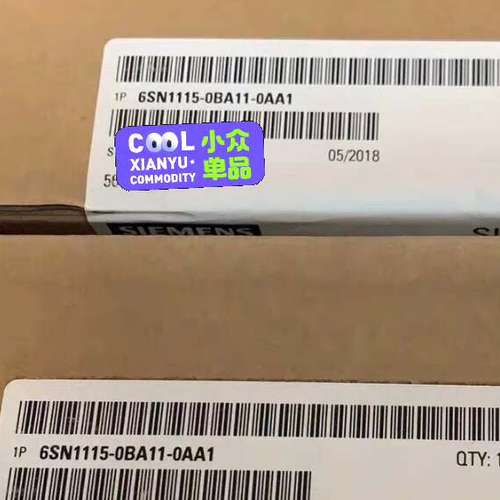 1P 6SN1115-0BA11-0AA1
COOL 小众
XIANYU· 单品
COMMODITY
05/2018
SIEMENS
1P 6SN1115-0BA11-0AA1
QTY: 1